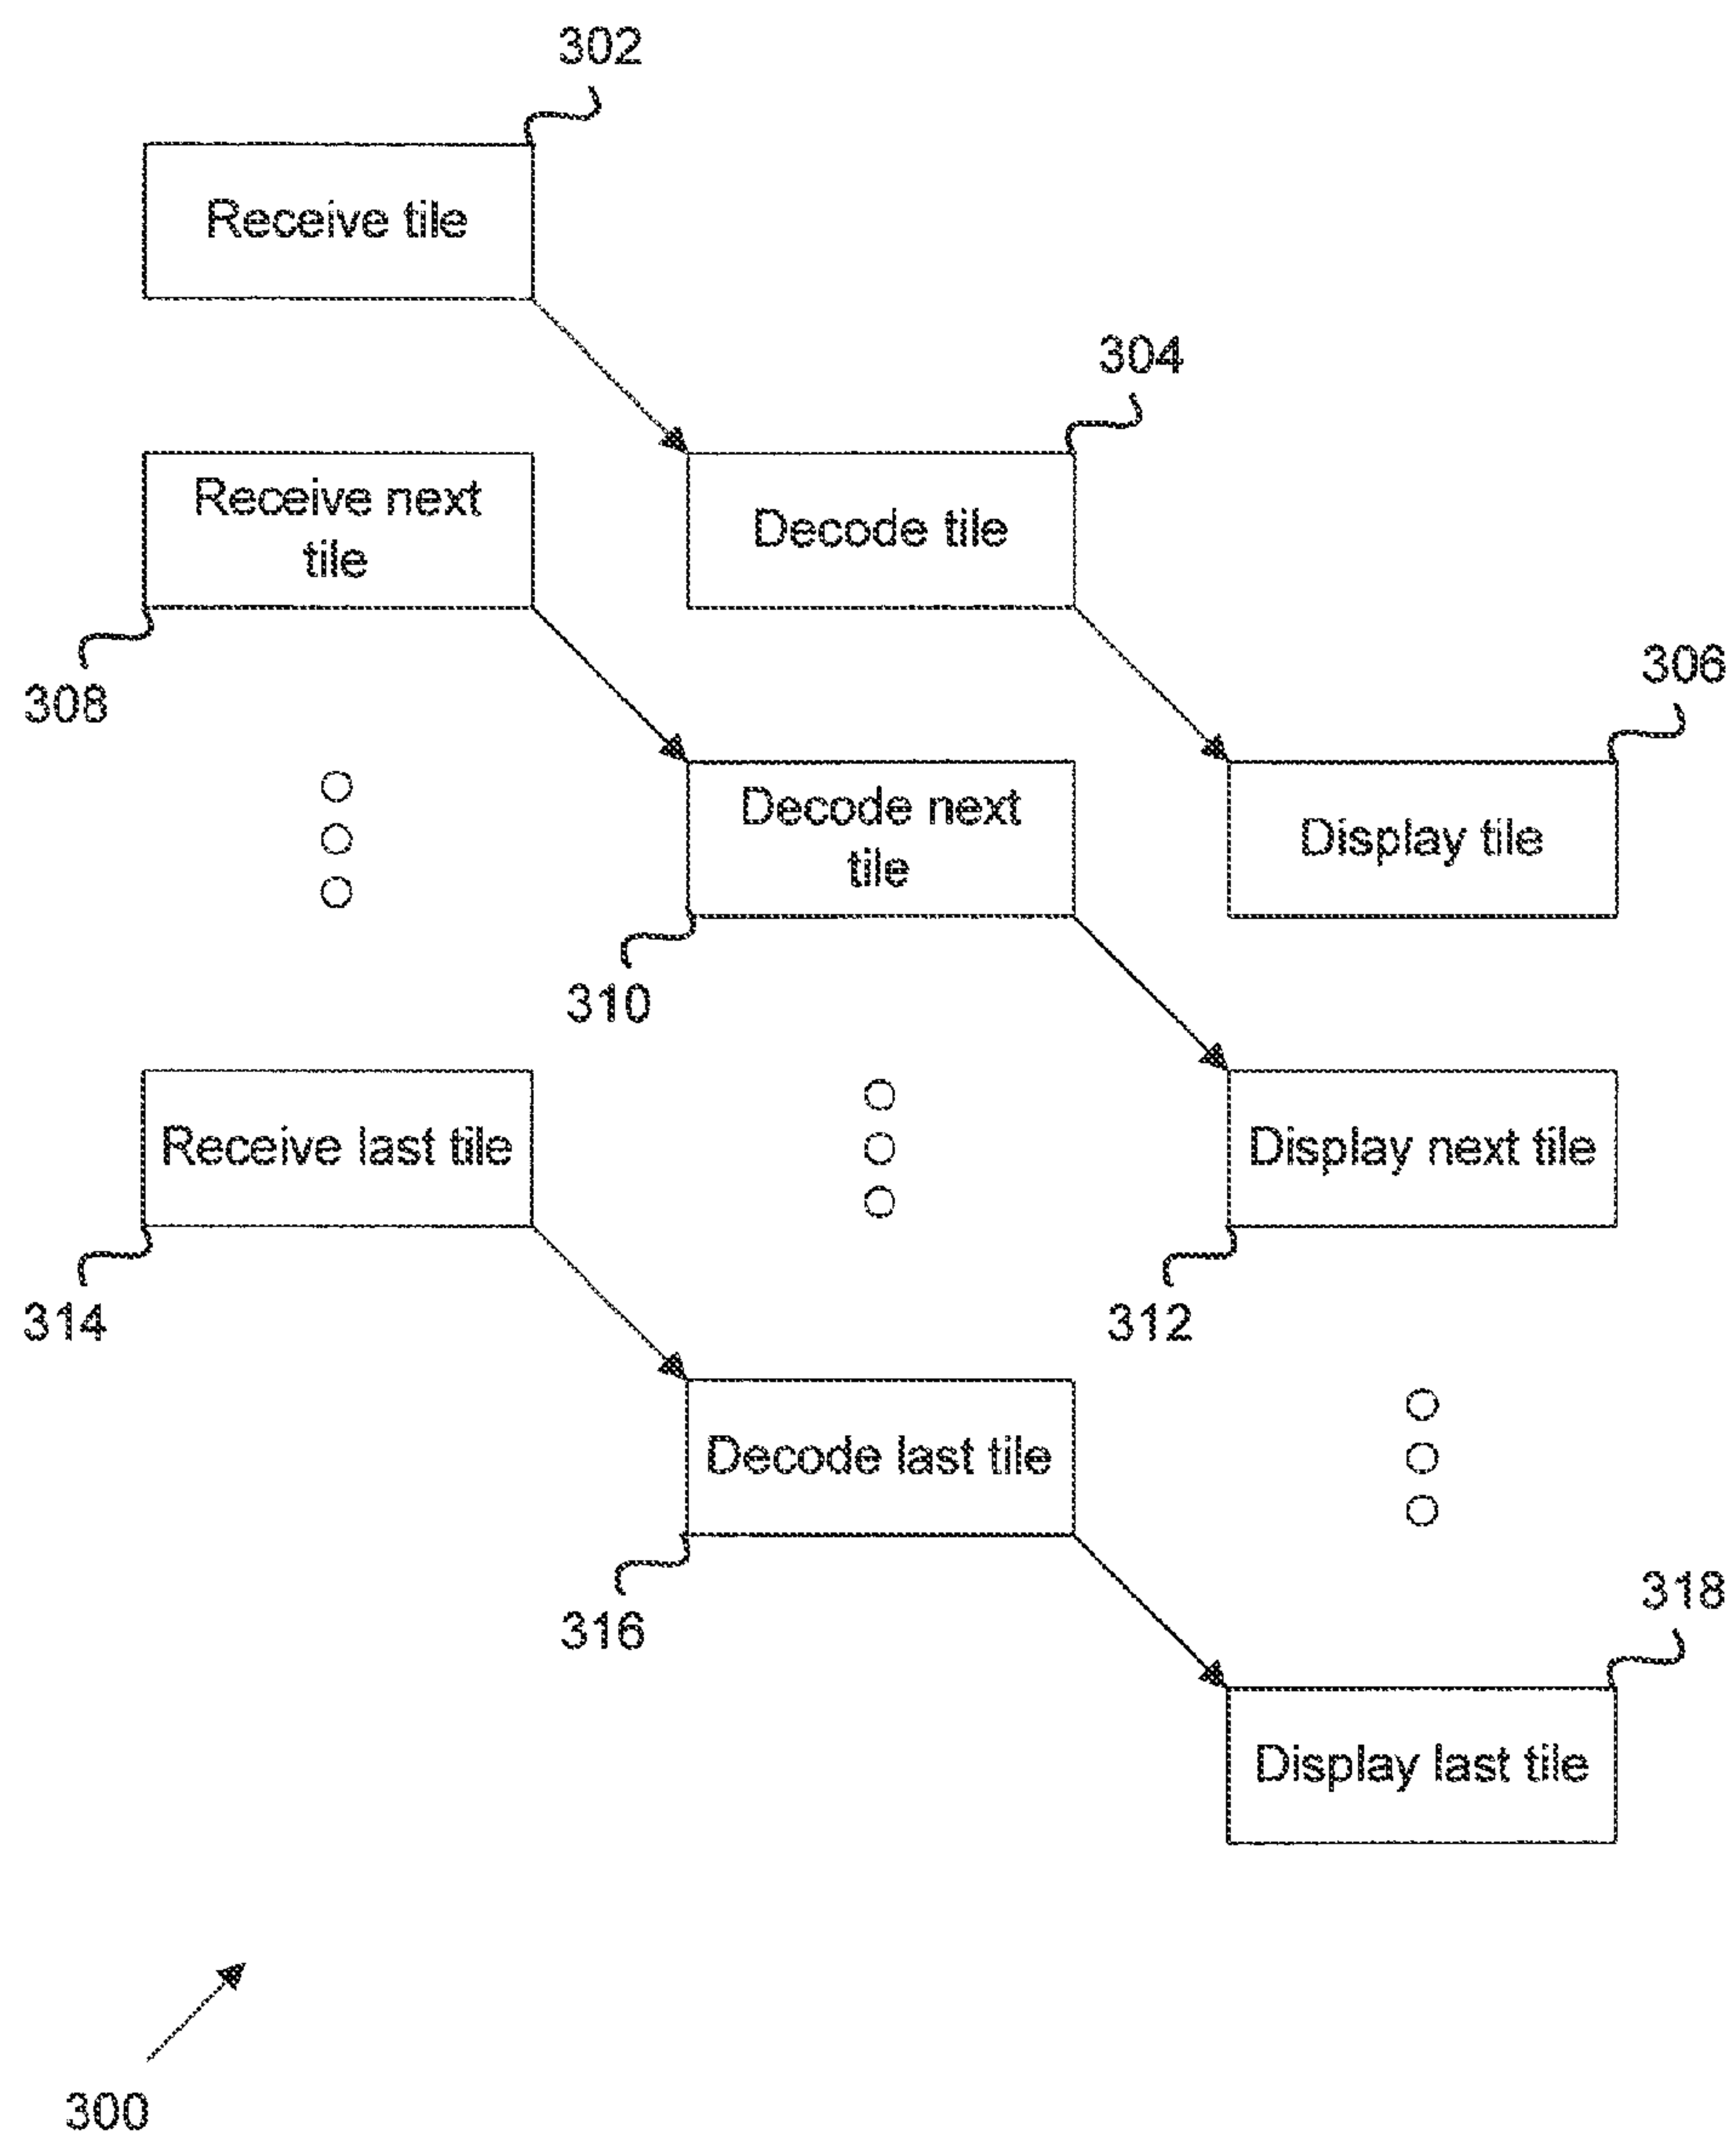 302
Receive tile
304
Receive next
tile
Decode tile
306
308
Decode next
tile
Display tile
310
Receive last tile
Display next tile
314
312
Decode last tile
318
316
Display last tile
300